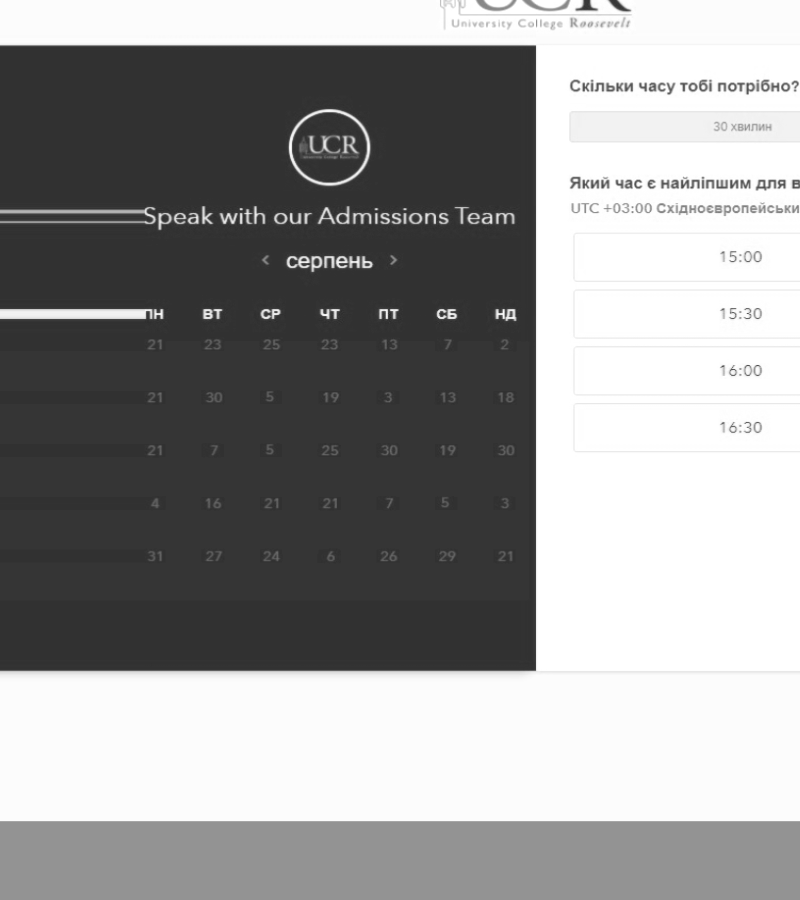 UCR
University College Roosevelt
UCR
Speak with our Admissions Team
< серпень >
ПН ВТ СР ЧТ ПТ СБ НД
21 23 25 23 13 7 2
21 30 5 19 3 13 18
21 7 5 25 30 19 30
4 16 21 21 7 5 3
31 27 24 6 26 29 21
Скільки часу тобі потрібно?
30 хвилин
Який час є найліпшим для в
UTC +03:00 Східноєвропейськи
15:00
15:30
16:00
16:30